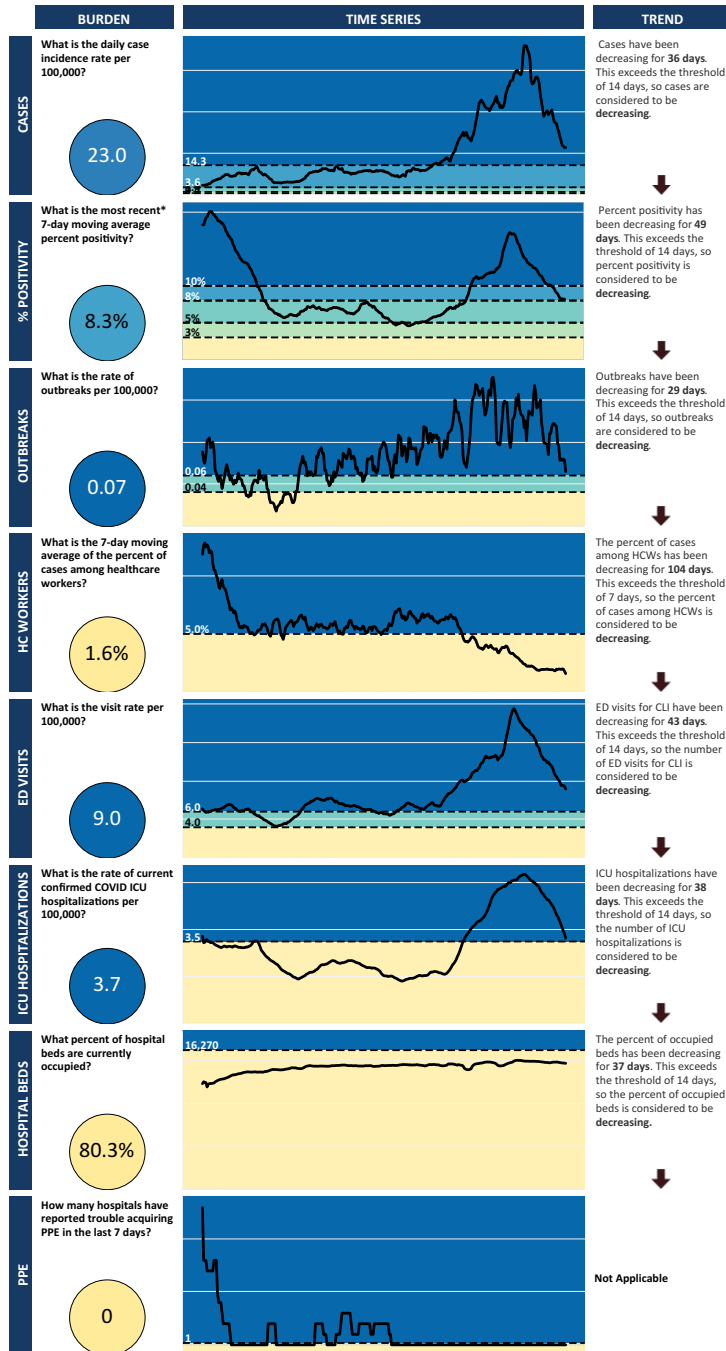 BURDEN
TIME SERIES
TREND
CASES
What is the daily case
incidence rate per
100,000?
23.0
14.3
3.6
Cases have been
decreasing for 36 days.
This exceeds the threshold
of 14 days, so cases are
considered to be
decreasing.
% POSITIVITY
What is the most recent*
7-day moving average
percent positivity?
8.3%
10%
8%
5%
3%
Percent positivity has
been decreasing for 49
days. This exceeds the
threshold of 14 days, so
percent positivity is
considered to be
decreasing.
OUTBREAKS
What is the rate of
outbreaks per 100,000?
0.07
0.06
0.04
Outbreaks have been
decreasing for 29 days.
This exceeds the threshold
of 14 days, so outbreaks
are considered to be
decreasing.
HC WORKERS
What is the 7-day moving
average of the percent of
cases among healthcare
workers?
1.6%
5.0%
The percent of cases
among HCWs has been
decreasing for 104 days.
This exceeds the threshold
of 7 days, so the percent
of cases among HCWs is
considered to be
decreasing.
ED VISITS
What is the visit rate per
100,000?
9.0
6.0
4.0
ED visits for CLI have been
decreasing for 43 days.
This exceeds the threshold
of 14 days, so the number
of ED visits for CLI is
considered to be
decreasing.
ICU HOSPITALIZATIONS
What is the rate of current
confirmed COVID ICU
hospitalizations per
100,000?
3.7
3.5
ICU hospitalizations have
been decreasing for 38
days. This exceeds the
threshold of 14 days, so
the number of ICU
hospitalizations is
considered to be
decreasing.
HOSPITAL BEDS
What percent of hospital
beds are currently
occupied?
80.3%
16,270
The percent of occupied
beds has been decreasing
for 37 days. This exceeds
the threshold of 14 days,
so the percent of occupied
beds is considered to be
decreasing.
PPE
How many hospitals have
reported trouble acquiring
PPE in the last 7 days?
0
1
Not Applicable